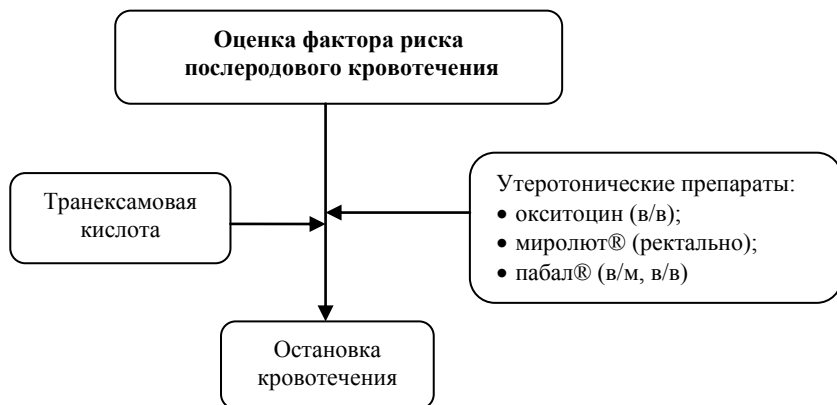 Оценка фактора риска
послеродового кровотечения
Транексамовая
кислота
Утеротонические препараты:
• окситоцин (в/в);
• миролют® (ректально);
• пабал® (в/м, в/в)
Остановка
кровотечения